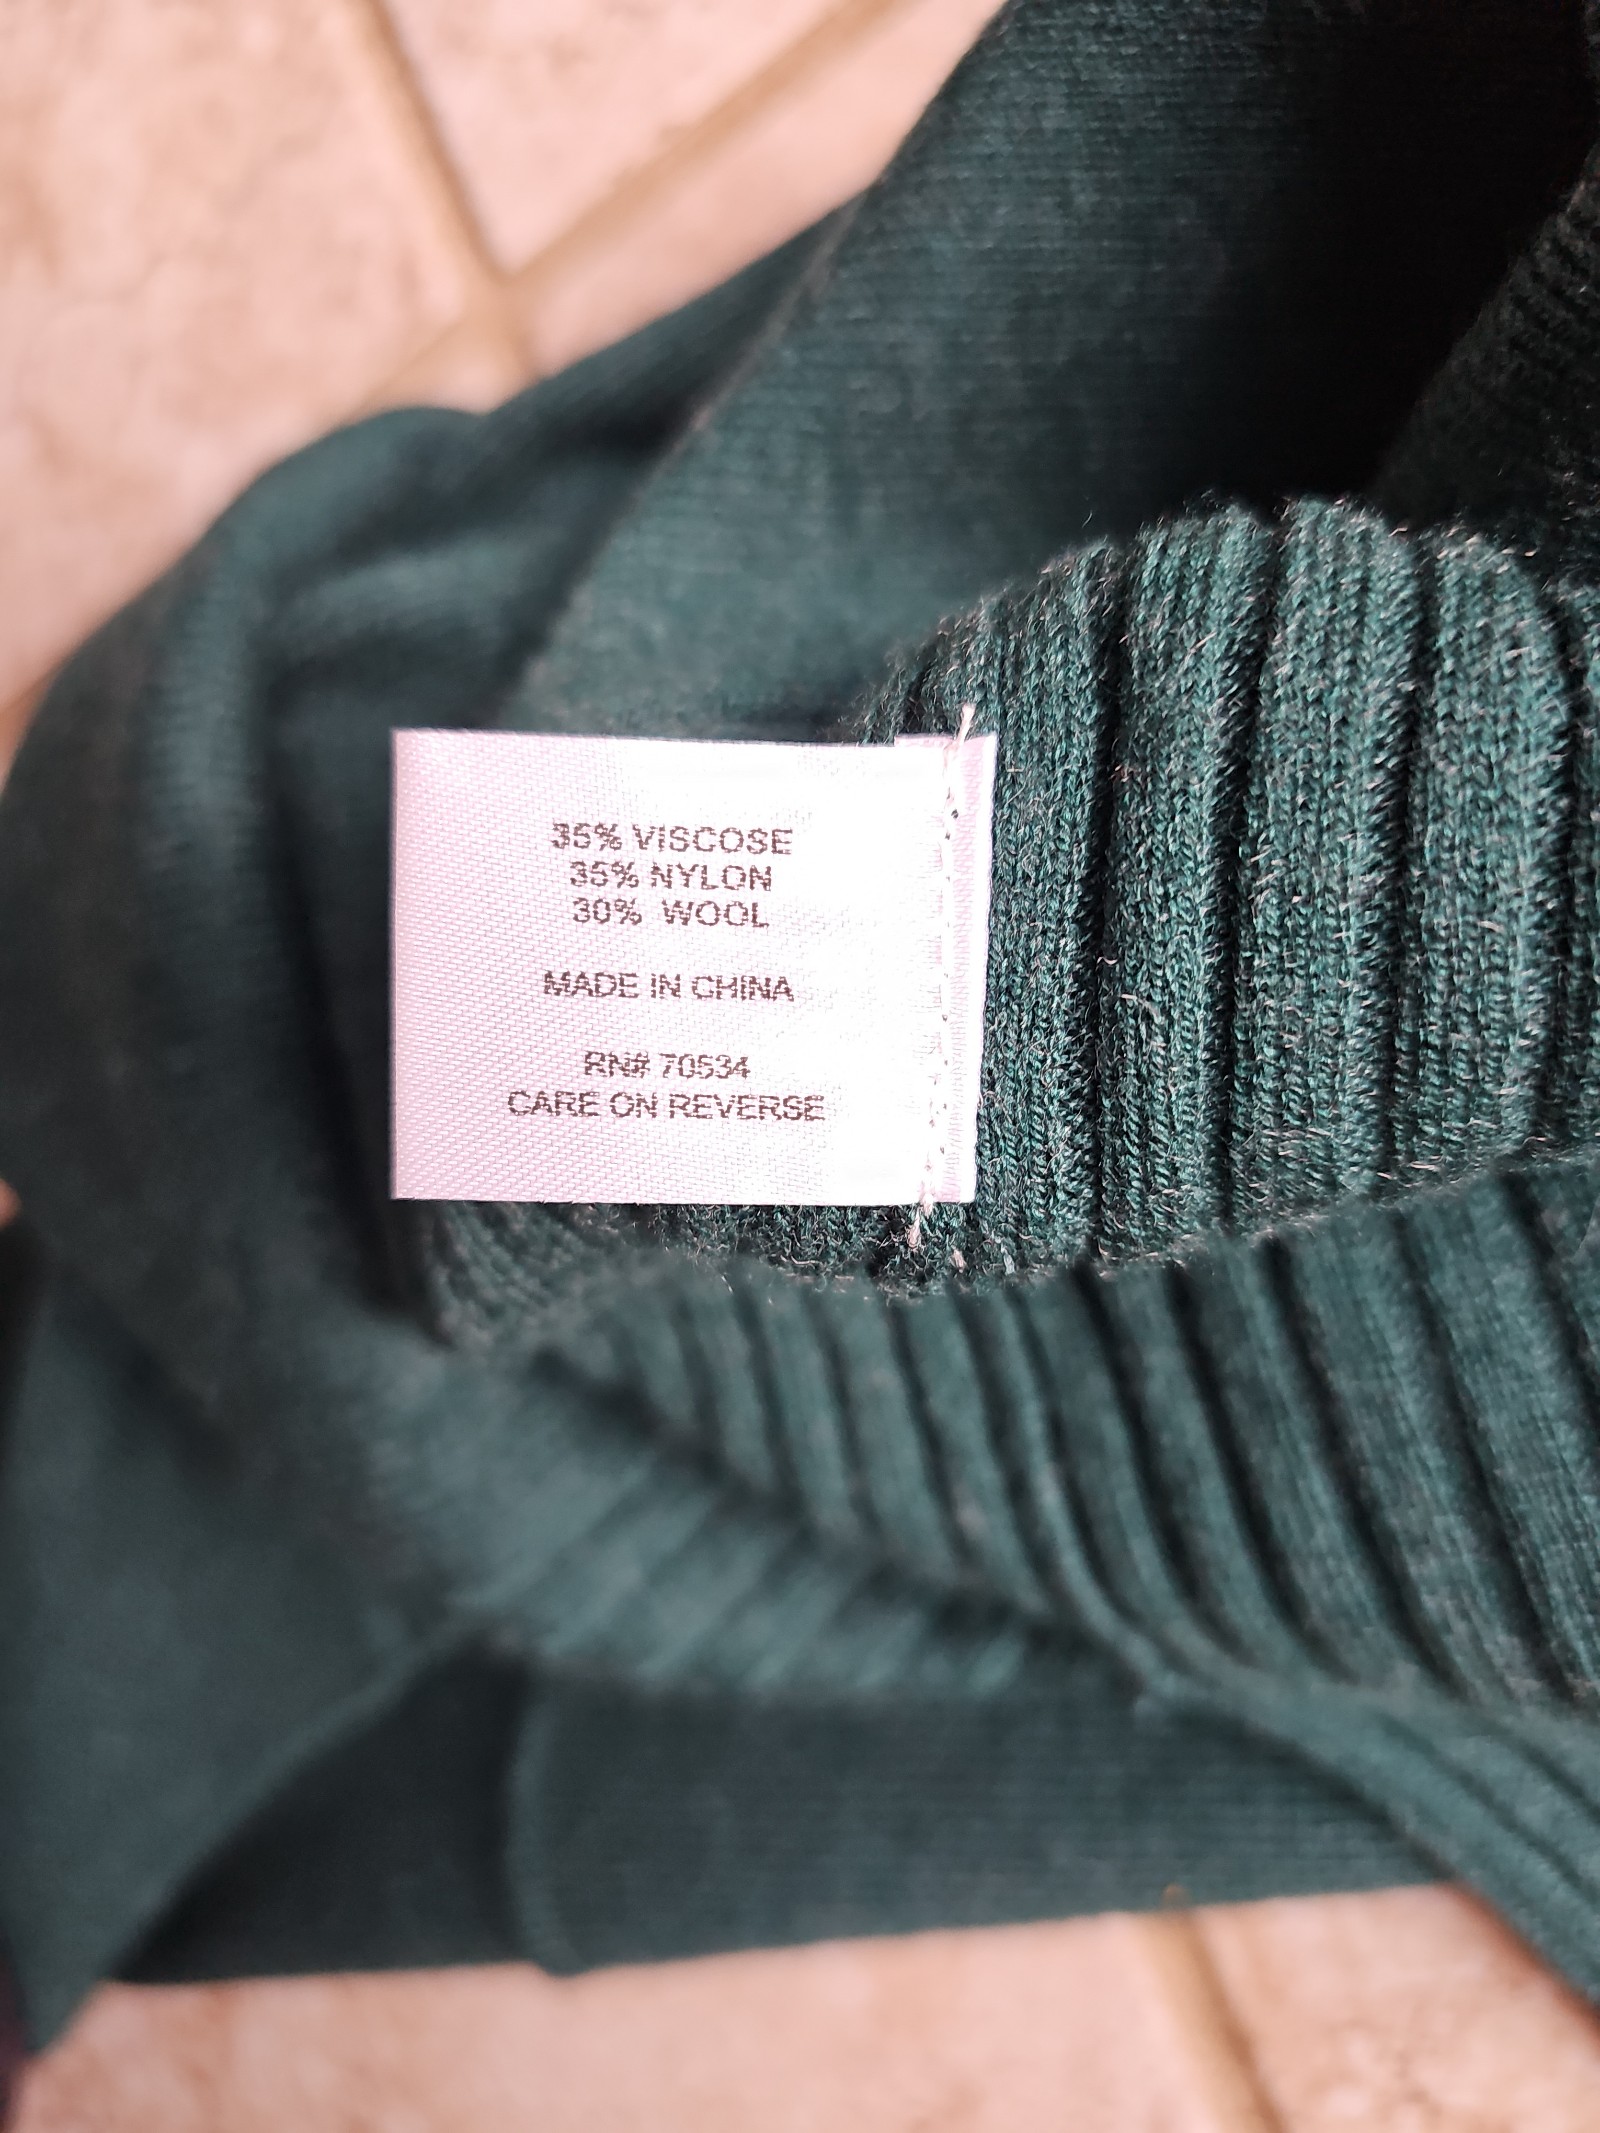 35% VISCOSE
35% NYLON
30% WOOL
MADE IN CHINA
RN# 70534
CARE ON REVERSE